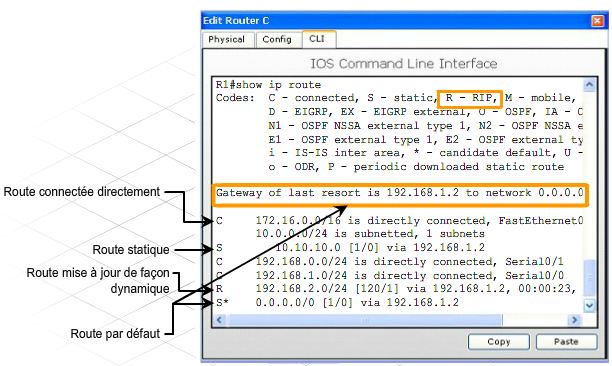 Edit Router C
Physical Config CLI
IOS Command Line Interface
R1#show ip route
Codes: C - connected, S - static, R - RIP, M - mobile,
D - EIGRP, EX - EIGRP external, O - OSPF, IA - O
N1 - OSPF NSSA external type 1, N2 - OSPF NSSA e
E1 - OSPF external type 1, E2 - OSPF external ty
i - IS-IS inter area, * - candidate default, U -
o - ODR, P - periodic downloaded static route
Gateway of last resort is 192.168.1.2 to network 0.0.0.0
Route connectée directement
C 172.16.0.0/16 is directly connected, FastEthernet0
10.0.0.0/24 is subnetted, 1 subnets
Route statique
S 10.10.10.0 [1/0] via 192.168.1.2
C 192.168.0.0/24 is directly connected, Serial0/1
Route mise à jour de façon
dynamique
C 192.168.1.0/24 is directly connected, Serial0/0
R 192.168.2.0/24 [120/1] via 192.168.1.2, 00:00:23,
S* 0.0.0.0/0 [1/0] via 192.168.1.2
Route par défaut
Copy Paste